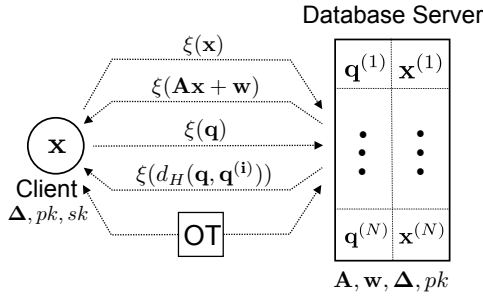 Database Server
ξ(x)
q^(1) x^(1)
ξ(Ax + w)
ξ(q)
x
Client
Δ, pk, sk
ξ(d_H(q, q^(i)))
OT
q^(N) x^(N)
A, w, Δ, pk